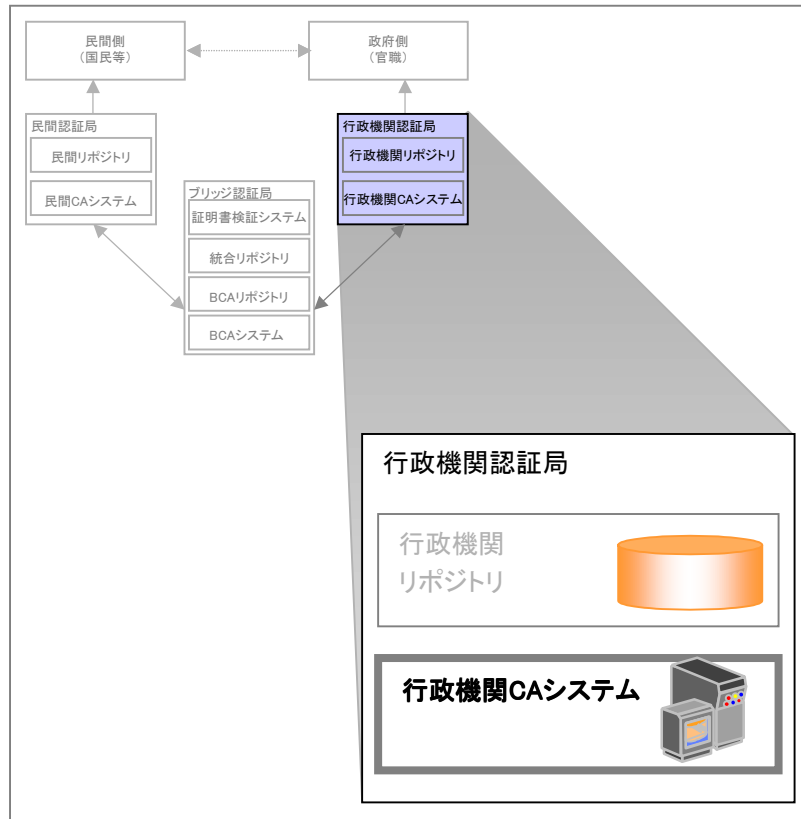 民間側
(国民等)
政府側
(官職)
民間認証局
民間リポジトリ
民間CAシステム
行政機関認証局
行政機関リポジトリ
行政機関CAシステム
ブリッジ認証局
証明書検証システム
統合リポジトリ
BCAリポジトリ
BCAシステム
行政機関認証局
行政機関
リポジトリ
行政機関CAシステム